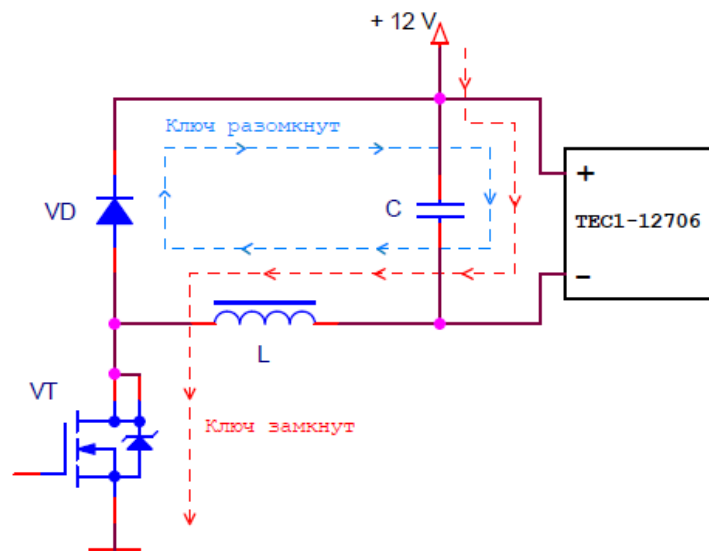 + 12 V
Ключ разомкнут
VD
C
+
TEC1-12706
−
L
VT
Ключ замкнут